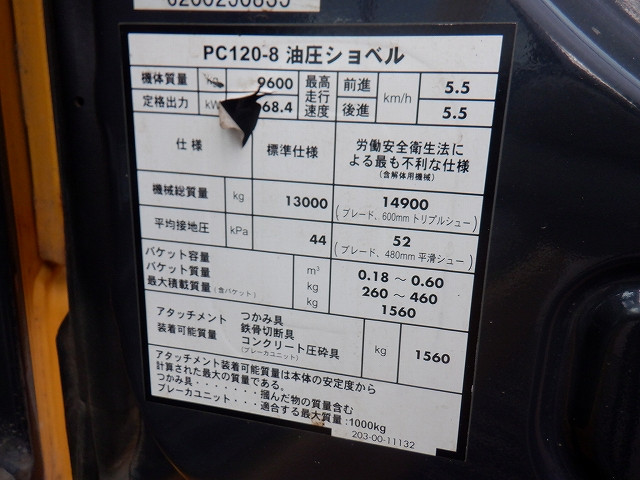 PC120-8 油圧ショベル
機体質量 kg 9600 最高走行速度 前進 km/h 5.5
定格出力 kW 68.4 後進 5.5
仕様 標準仕様 労働安全衛生法による最も不利な仕様
(含解体用機械)
機械総質量 kg 13000 14900
(ブレード、600mmトリプルシュー)
平均接地圧 kPa 44 52
(ブレード、480mm 平滑シュー)
バケット容量 m³ 0.18 ～ 0.60
バケット質量 kg 260 ～ 460
最大積載質量(含バケット) kg 1560
アタッチメント つかみ具
装着可能質量 鉄骨切断具 kg 1560
コンクリート圧砕具
(ブレーカユニット)
アタッチメント装着可能質量は本体の安定度から
計算された最大の質量である。
つかみ具・・・・・・・掴んだ物の質量含む
ブレーカユニット・・・適合する最大質量:1000kg
203-00-11132